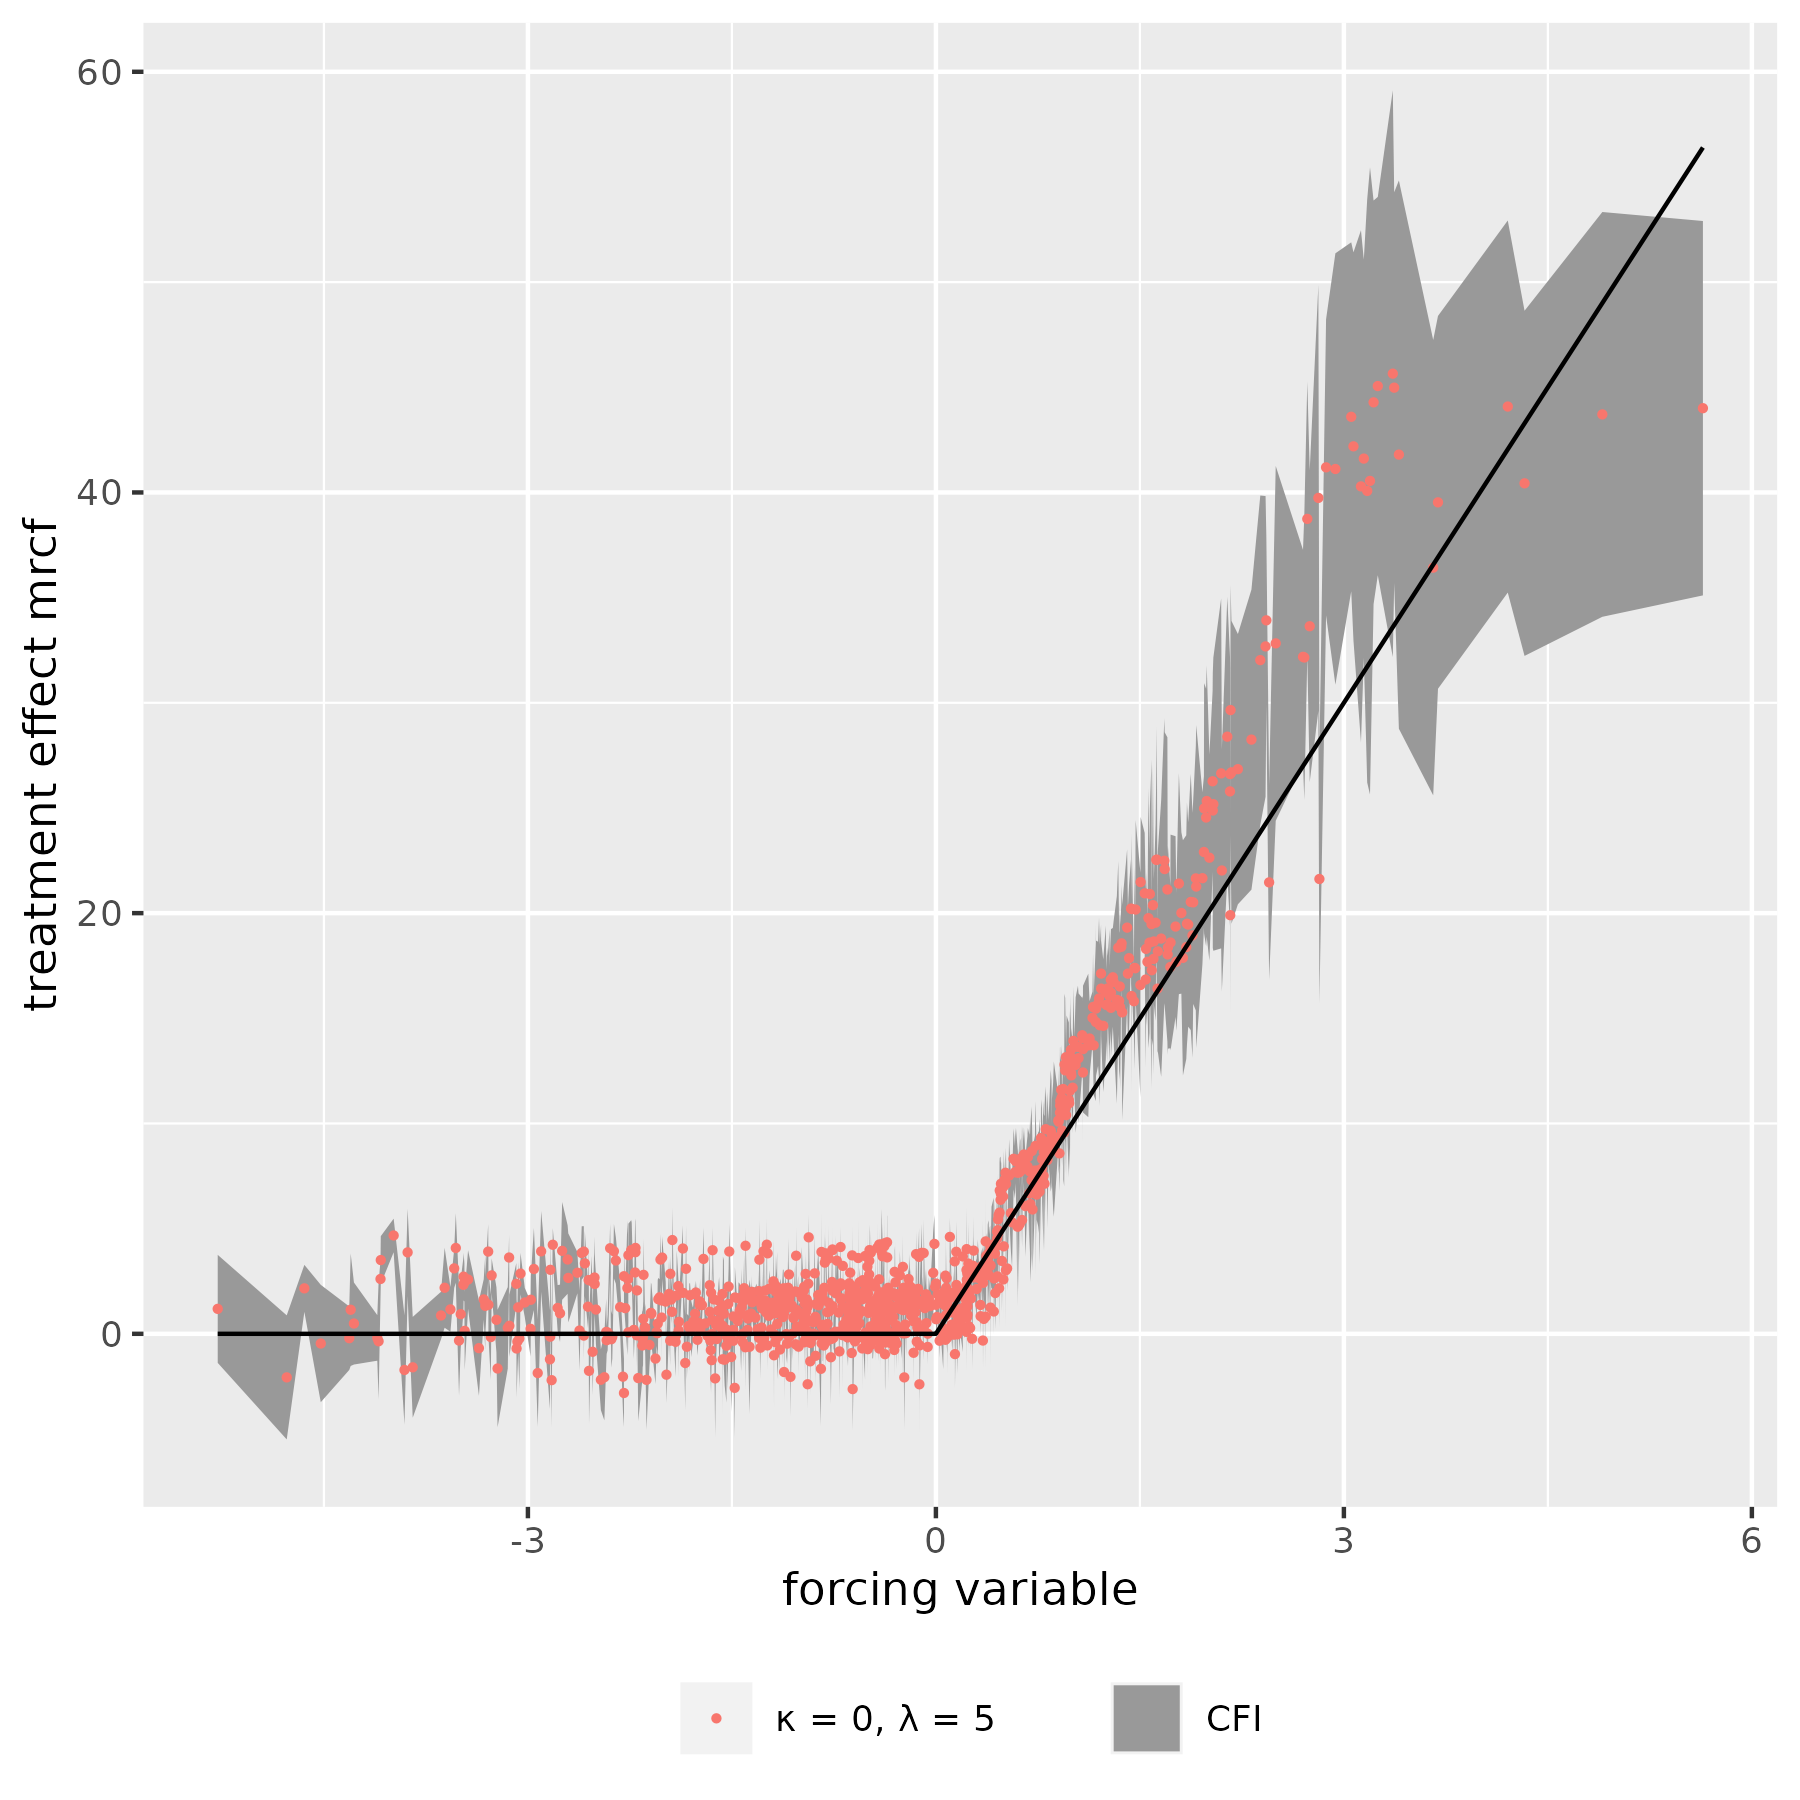 60
40
20
0
treatment effect mrcf
-3 0 3 6
forcing variable
κ = 0, λ = 5 CFI